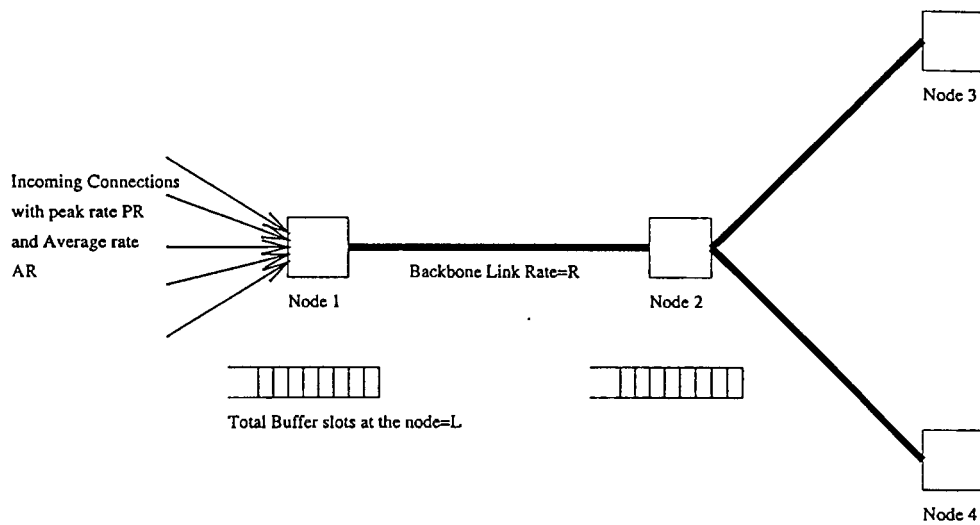 Node 3
Incoming Connections
with peak rate PR
and Average rate
AR
Backbone Link Rate=R
Node 1
Node 2
Total Buffer slots at the node=L
Node 4